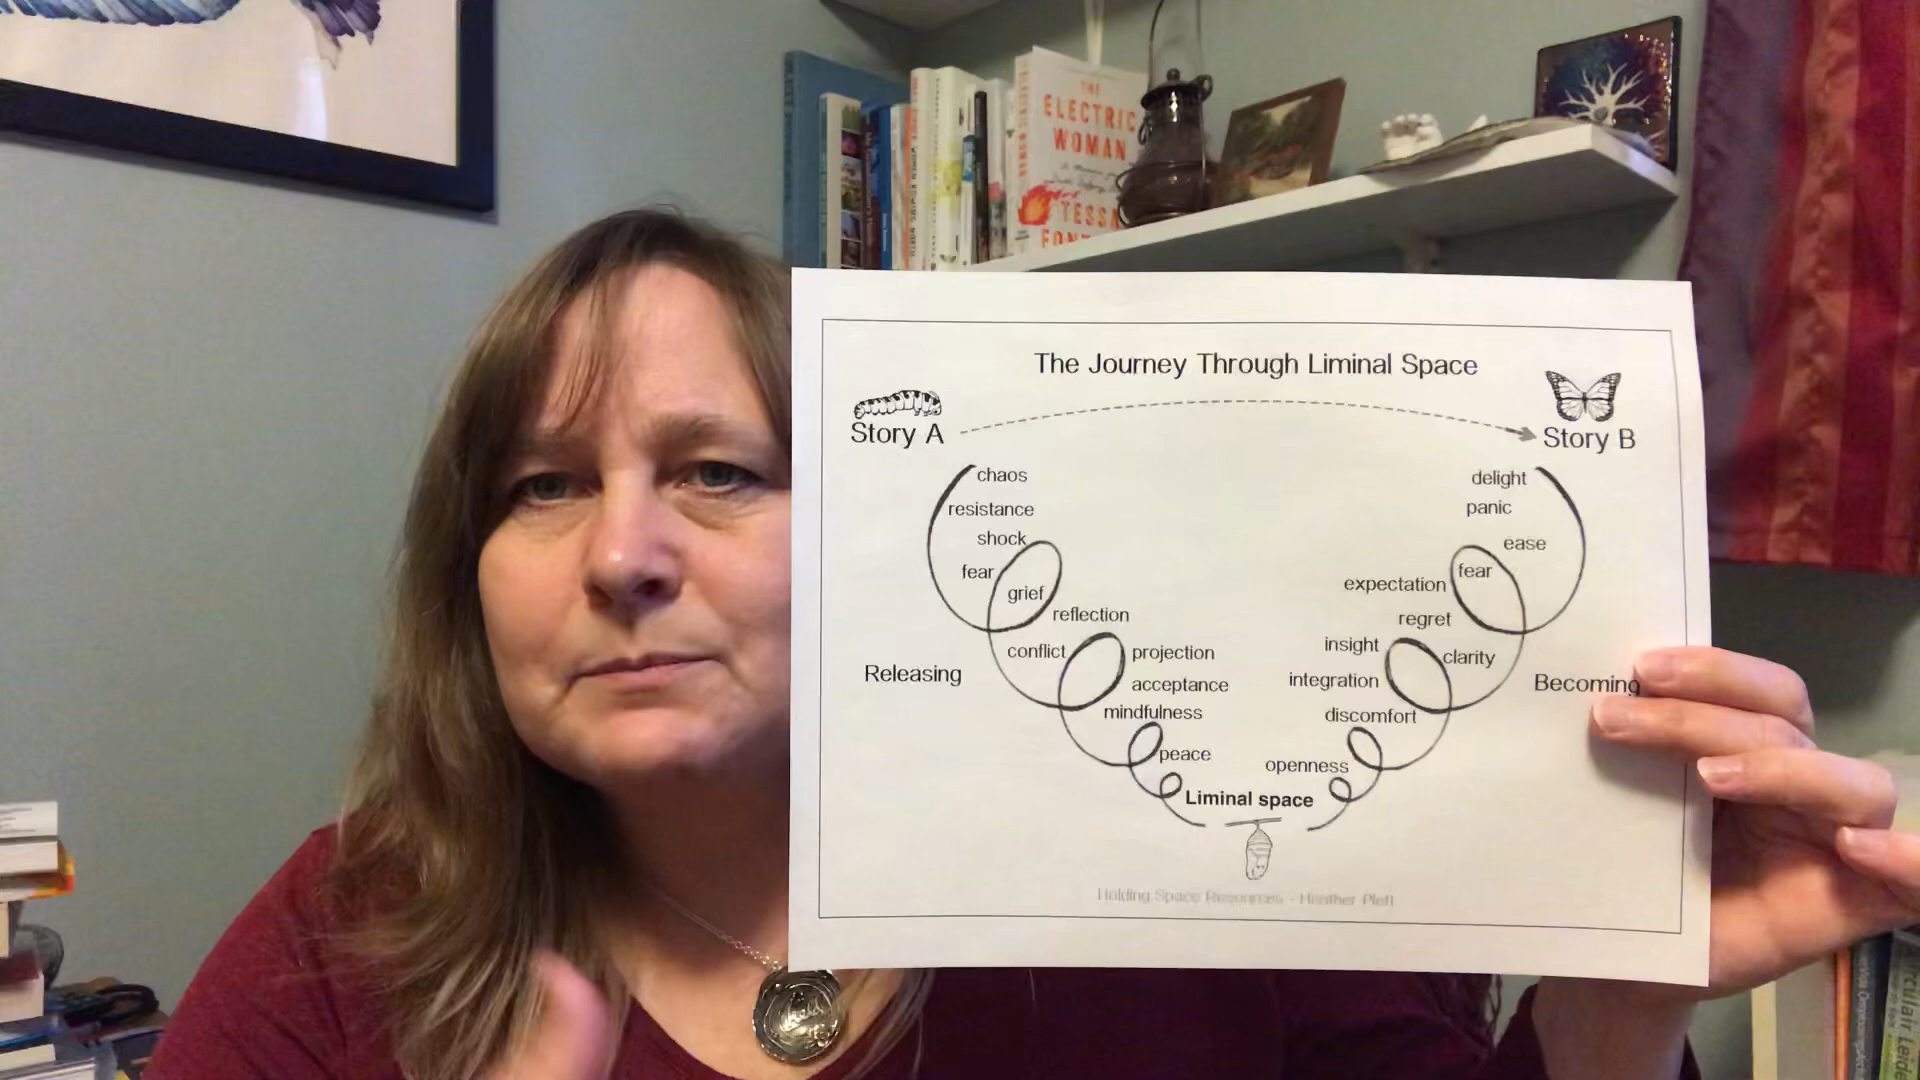 THE
ELECTRIC
WOMAN
TESSA
The Journey Through Liminal Space
Story A
Story B
chaos
resistance
shock
fear
grief
reflection
conflict
projection
acceptance
mindfulness
peace
Releasing
Liminal space
delight
panic
ease
fear
expectation
regret
insight
clarity
integration
discomfort
openness
Becoming
Holding Space Resources - Heather Plett